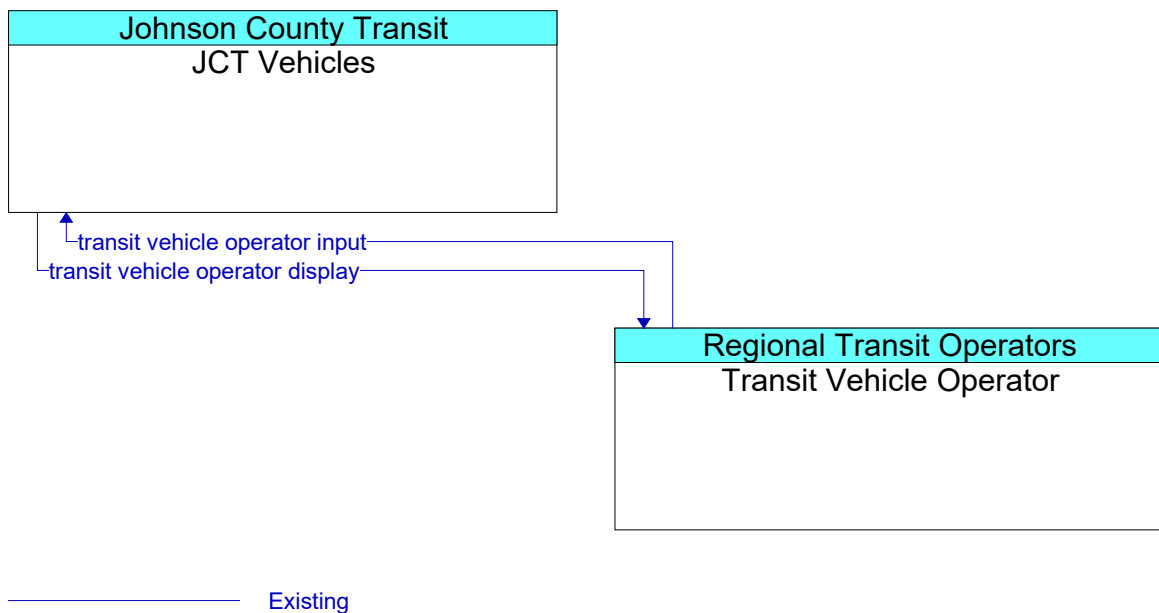 Johnson County Transit
JCT Vehicles
transit vehicle operator input
transit vehicle operator display
Regional Transit Operators
Transit Vehicle Operator
Existing